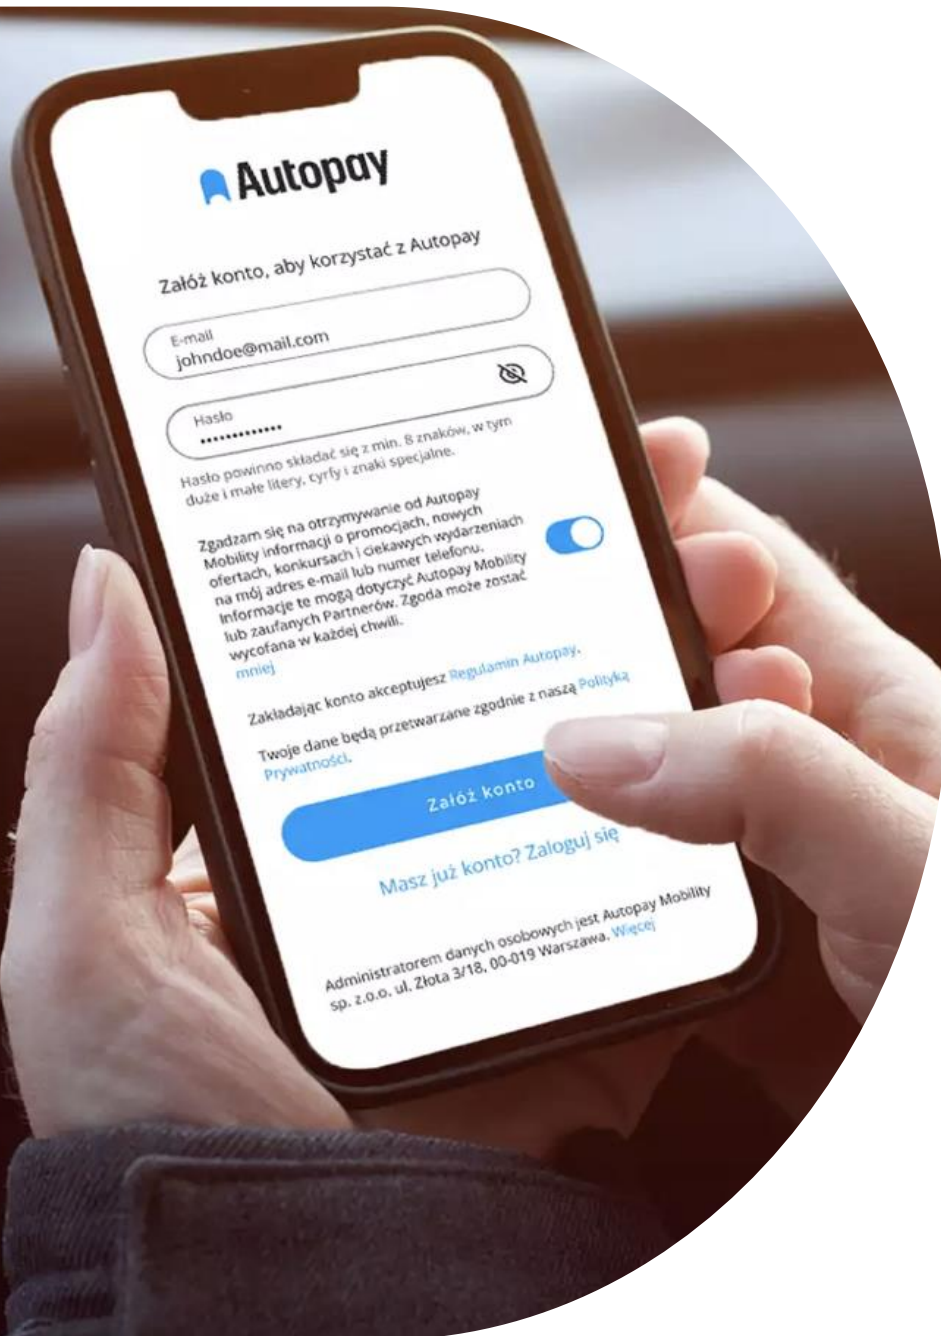 Autopay
Załóż konto, aby korzystać z Autopay
E-mail
johndoe@mail.com
Hasło
•••••••••••••
Hasło powinno składać się z min. 8 znaków, w tym
duże i małe litery, cyrfy i znaki specjalne.
Zgadzam się na otrzymywanie od Autopay
Mobility informacji o promocjach, nowych
ofertach, konkursach i ciekawych wydarzeniach
na mój adres e-mail lub numer telefonu.
Informacje te mogą dotyczyć Autopay Mobility
lub zaufanych Partnerów. Zgoda może zostać
wycofana w każdej chwili.
mniej
Zakładając konto akceptujesz Regulamin Autopay.
Twoje dane będą przetwarzane zgodnie z naszą Polityką
Prywatności.
Załóż konto
Masz już konto? Zaloguj się
Administratorem danych osobowych jest Autopay Mobility
sp. z.o.o. ul. Złota 3/18, 00-019 Warszawa. Więcej